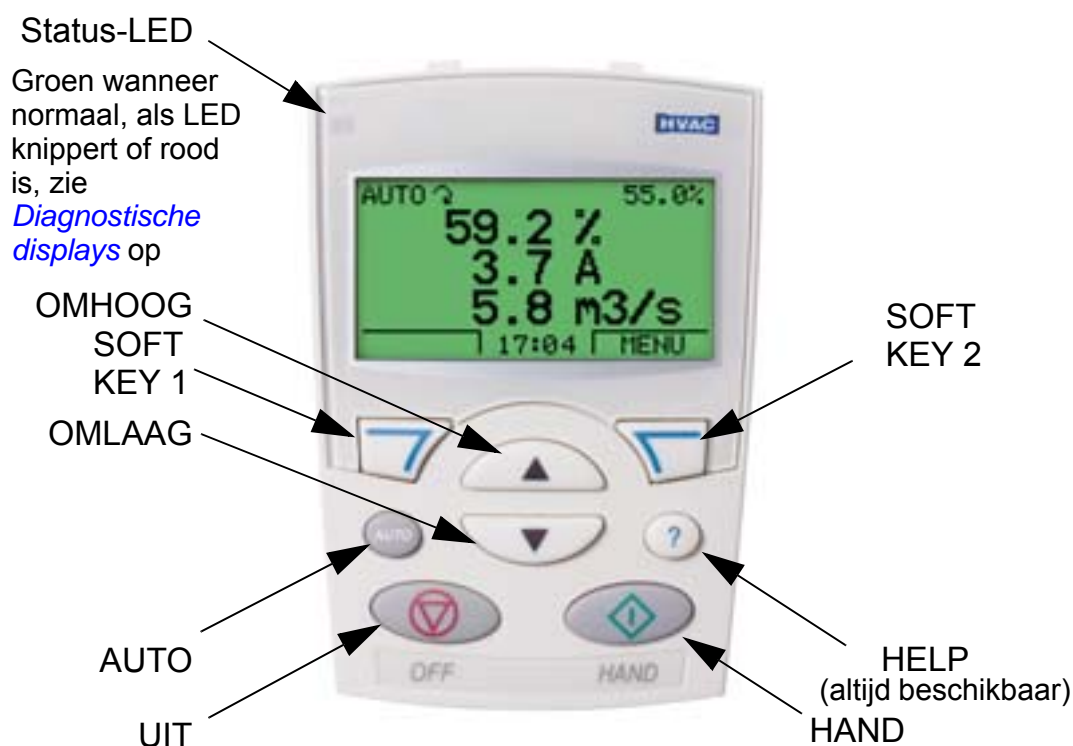 Status-LED
Groen wanneer
normaal, als LED
knippert of rood
is, zie
Diagnostische
displays op
HVAC
AUTO 55.0%
59.2 %
3.7 A
5.8 m3/s
17:04 MENU
OMHOOG
SOFT
KEY 1
OMLAAG
SOFT
KEY 2
AUTO
?
OFF
HAND
AUTO
UIT
HELP
(altijd beschikbaar)
HAND